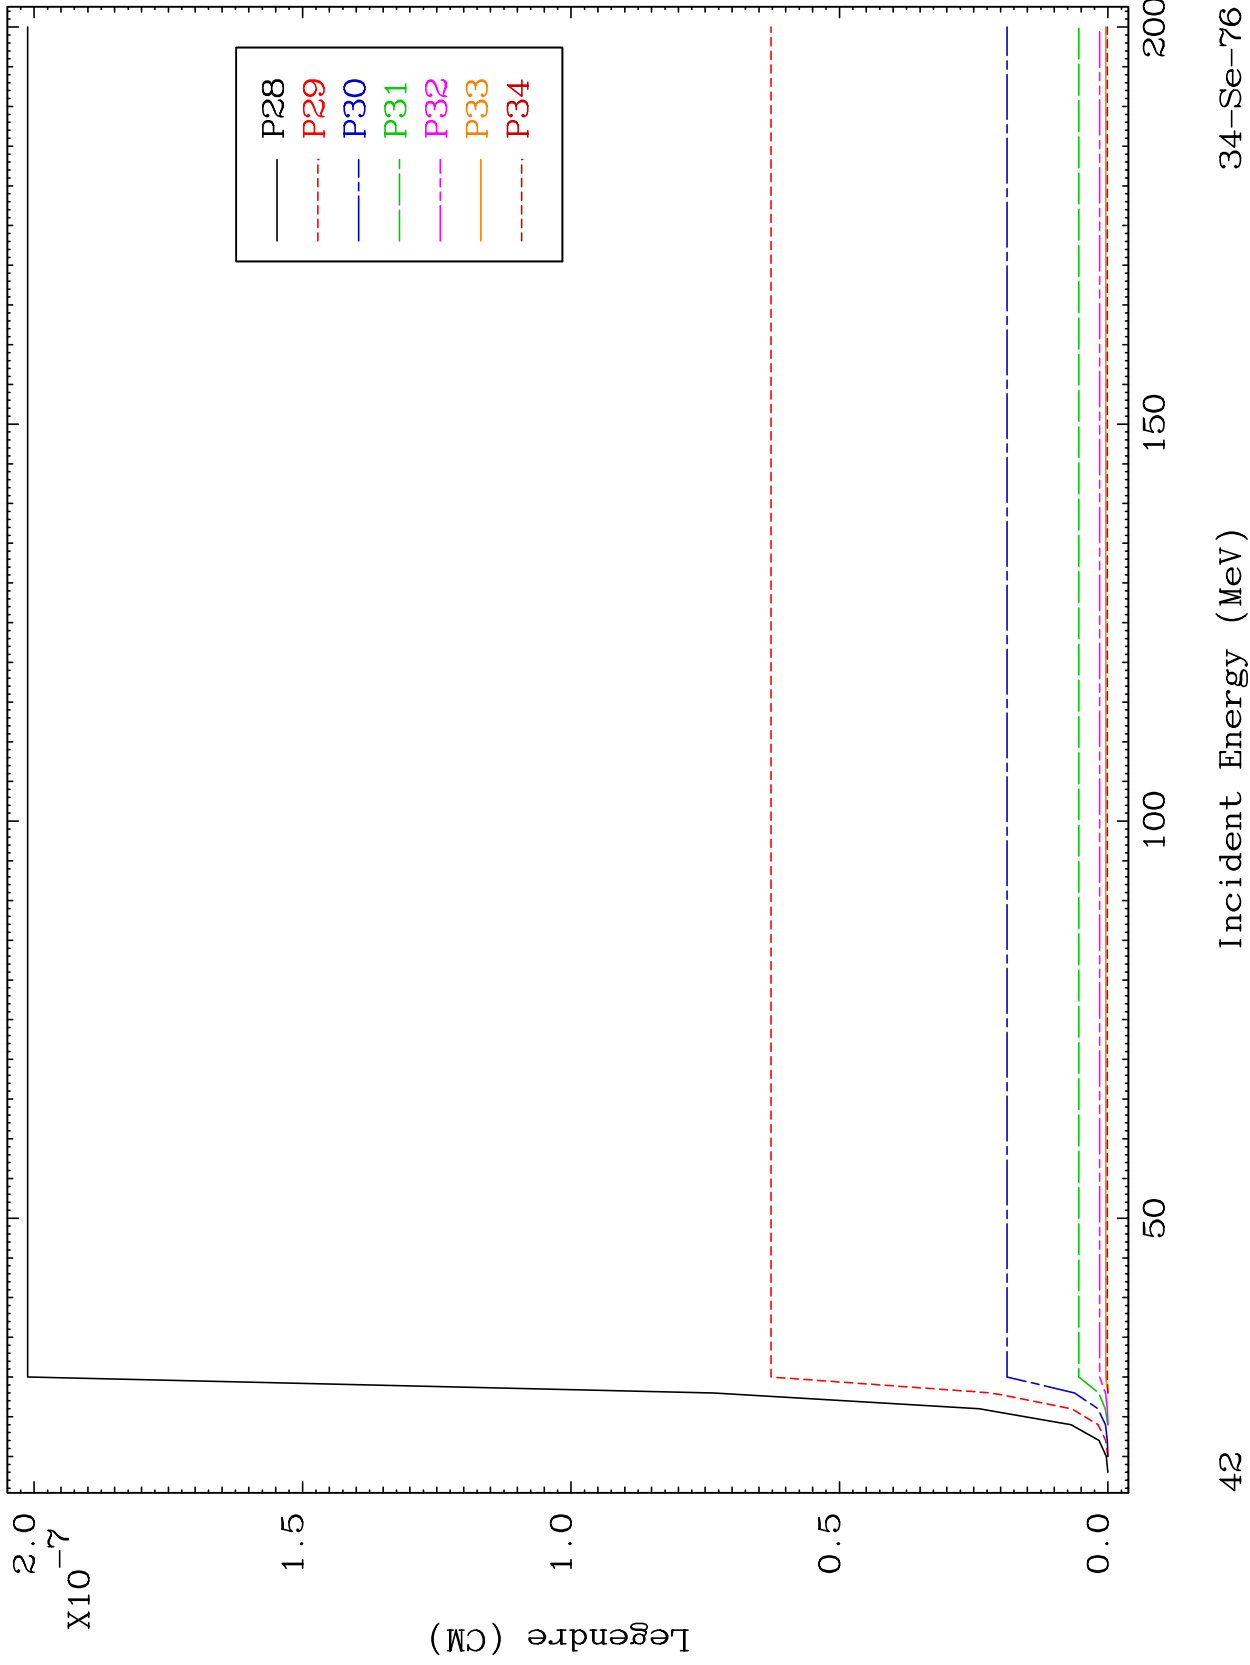 2.0
X10-7
1.5
1.0
0.5
0.0
Legendre (CM)
P28
P29
P30
P31
P32
P33
P34
50
100
150
200
Incident Energy (MeV)
42
34-Se-76